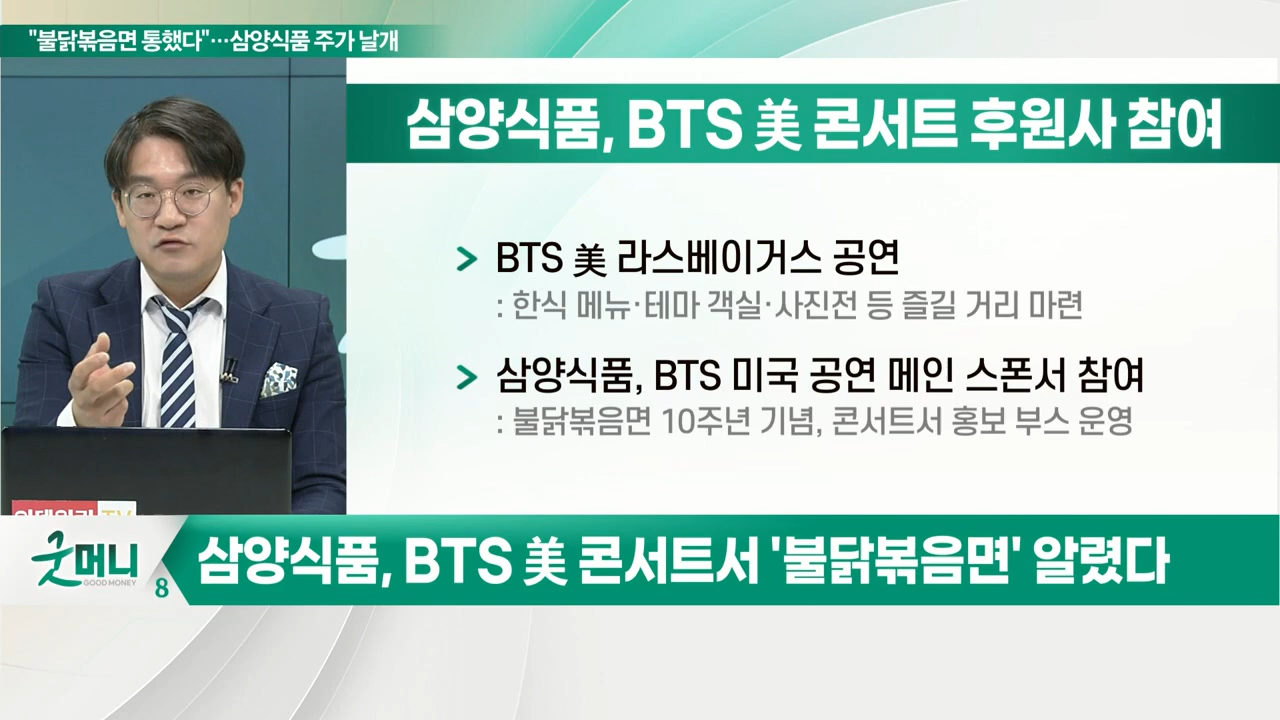 "불닭볶음면 통했다"…삼양식품 주가 날개
삼양식품, BTS 美 콘서트 후원사 참여
> BTS 美 라스베이거스 공연
: 한식 메뉴·테마 객실·사진전 등 즐길 거리 마련
> 삼양식품, BTS 미국 공연 메인 스폰서 참여
: 불닭볶음면 10주년 기념, 콘서트서 홍보 부스 운영
굿머니
GOOD MONEY
8
삼양식품, BTS 美 콘서트서 '불닭볶음면' 알렸다